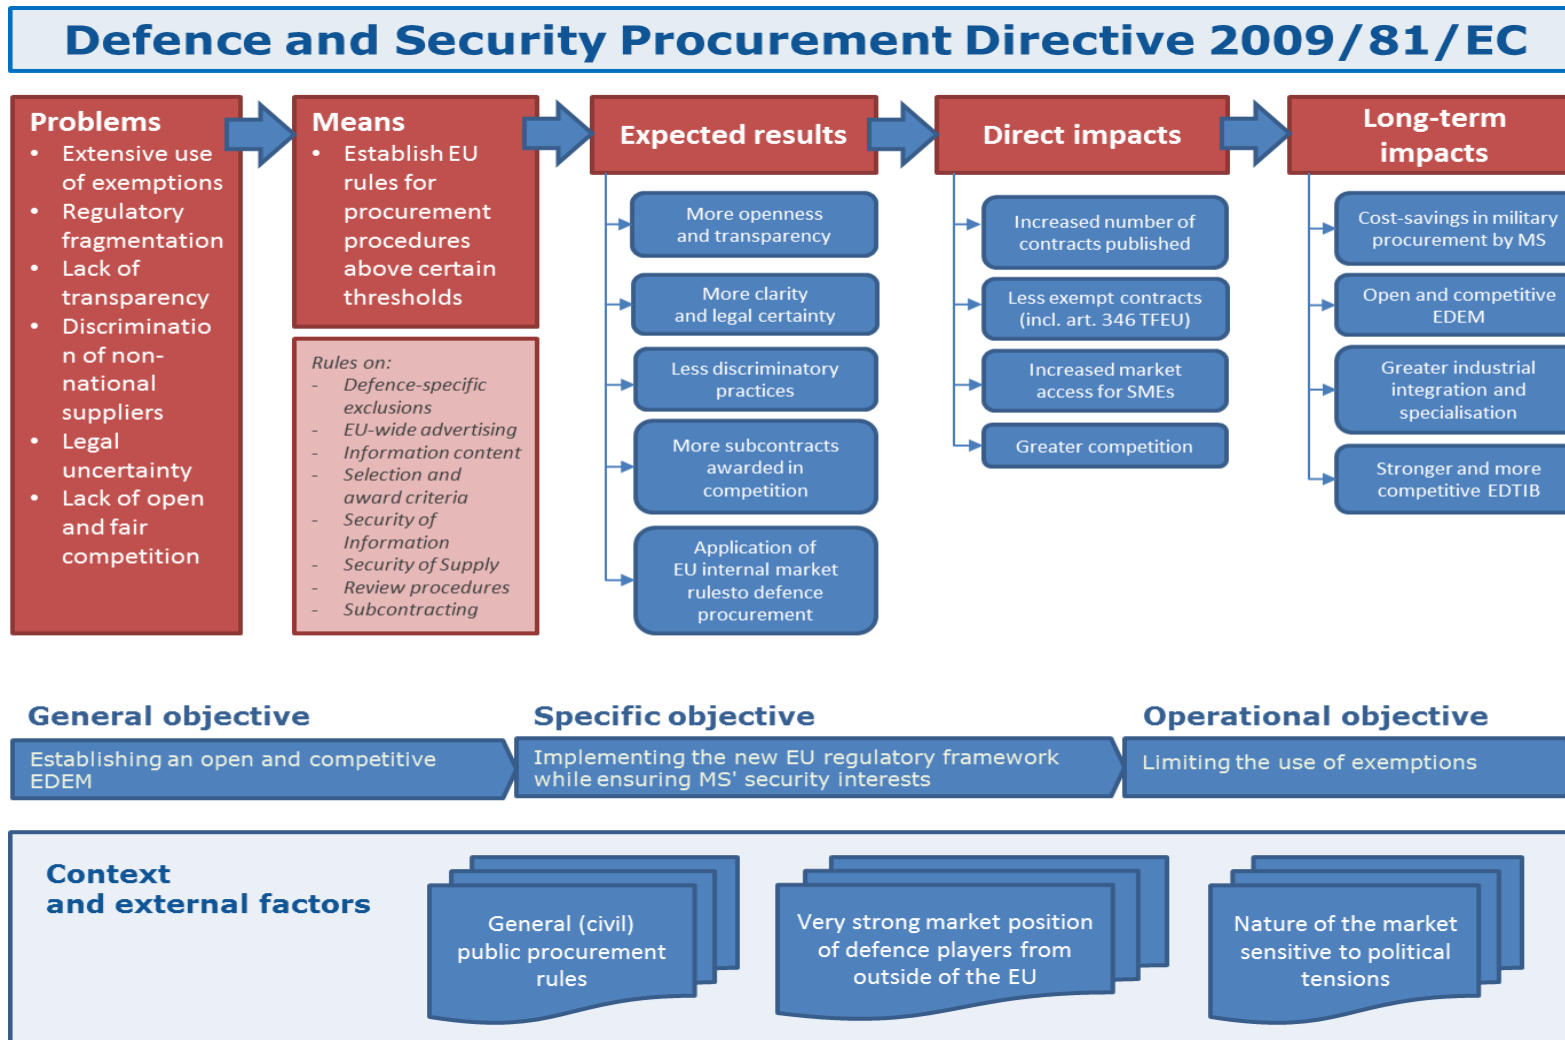 Defence and Security Procurement Directive 2009/81/EC
Problems
• Extensive use
of exemptions
• Regulatory
fragmentation
• Lack of
transparency
• Discriminatio
n of non-
national
suppliers
• Legal
uncertainty
• Lack of open
and fair
competition
Means
• Establish EU
rules for
procurement
procedures
above certain
thresholds
Rules on:
- Defence-specific
exclusions
- EU-wide advertising
- Information content
- Selection and
award criteria
- Security of
Information
- Security of Supply
- Review procedures
- Subcontracting
Expected results
More openness
and transparency
More clarity
and legal certainty
Less discriminatory
practices
More subcontracts
awarded in
competition
Application of
EU internal market
rulesto defence
procurement
Direct impacts
Increased number of
contracts published
Less exempt contracts
(incl. art. 346 TFEU)
Increased market
access for SMEs
Greater competition
Long-term
impacts
Cost-savings in military
procurement by MS
Open and competitive
EDEM
Greater industrial
integration and
specialisation
Stronger and more
competitive EDTIB
General objective
Establishing an open and competitive
EDEM
Specific objective
Implementing the new EU regulatory framework
while ensuring MS' security interests
Operational objective
Limiting the use of exemptions
Context
and external factors
General (civil)
public procurement
rules
Very strong market position
of defence players from
outside of the EU
Nature of the market
sensitive to political
tensions